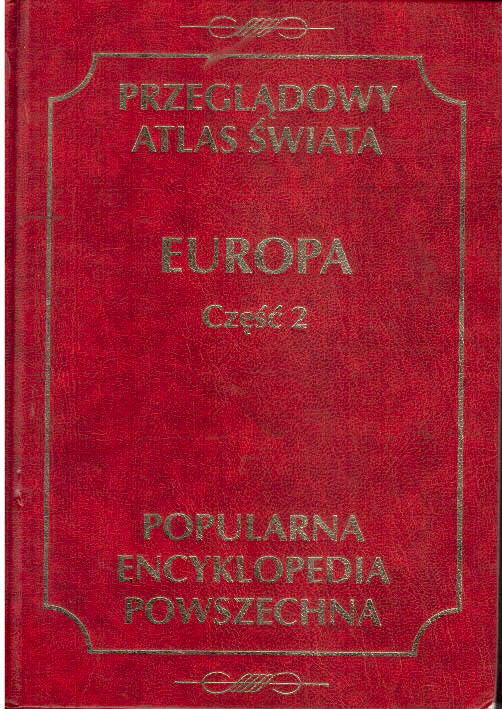 PRZEGLĄDOWY
ATLAS ŚWIATA
EUROPA
Część 2
POPULARNA
ENCYKLOPEDIA
POWSZECHNA